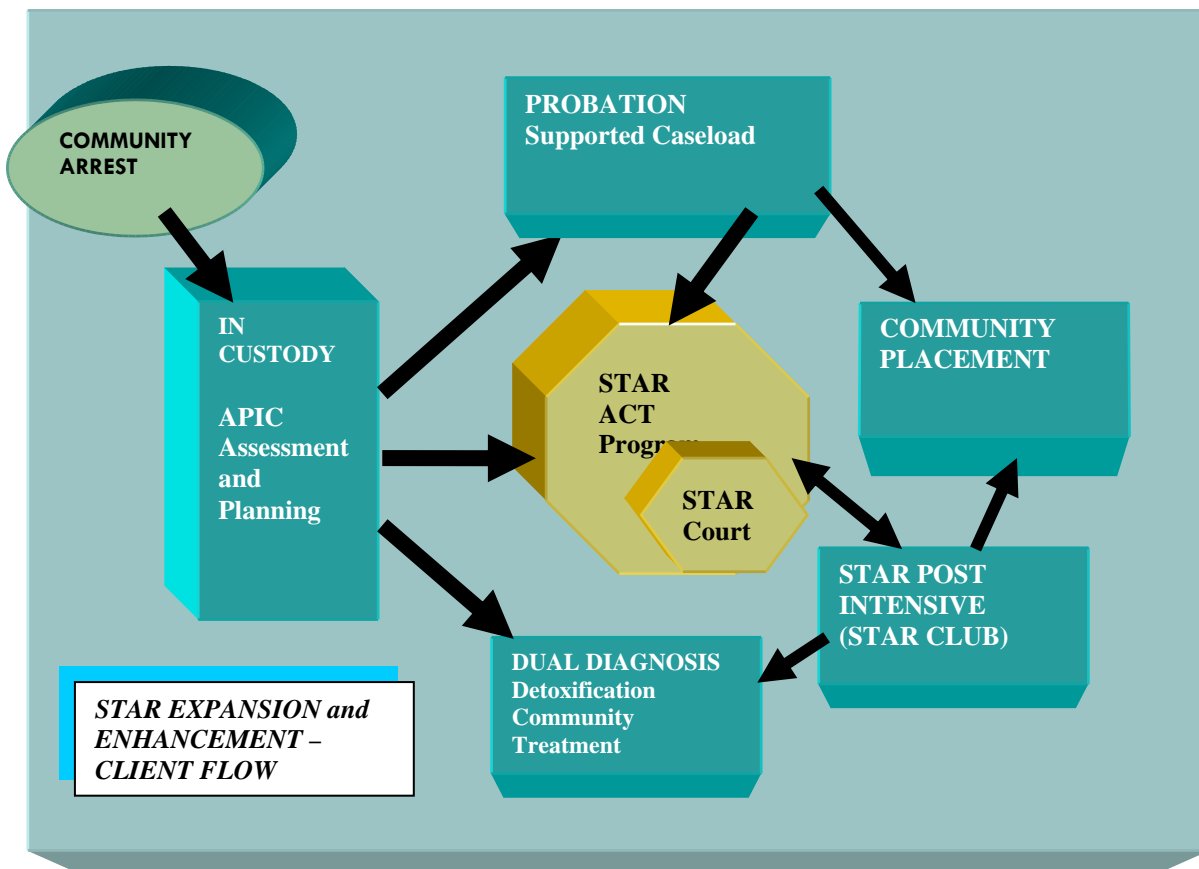 COMMUNITY
ARREST
PROBATION
Supported Caseload
IN
CUSTODY
APIC
Assessment
and
Planning
STAR
ACT
Program
STAR
Court
COMMUNITY
PLACEMENT
STAR POST
INTENSIVE
(STAR CLUB)
DUAL DIAGNOSIS
Detoxification
Community
Treatment
STAR EXPANSION and
ENHANCEMENT –
CLIENT FLOW